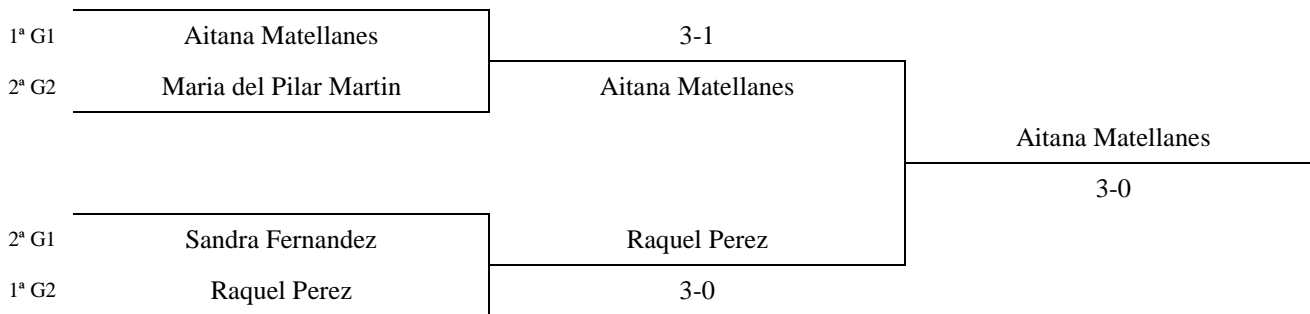 1ª G1 Aitana Matellanes 3-1
2ª G2 Maria del Pilar Martin Aitana Matellanes
Aitana Matellanes
3-0
2ª G1 Sandra Fernandez Raquel Perez
1ª G2 Raquel Perez 3-0